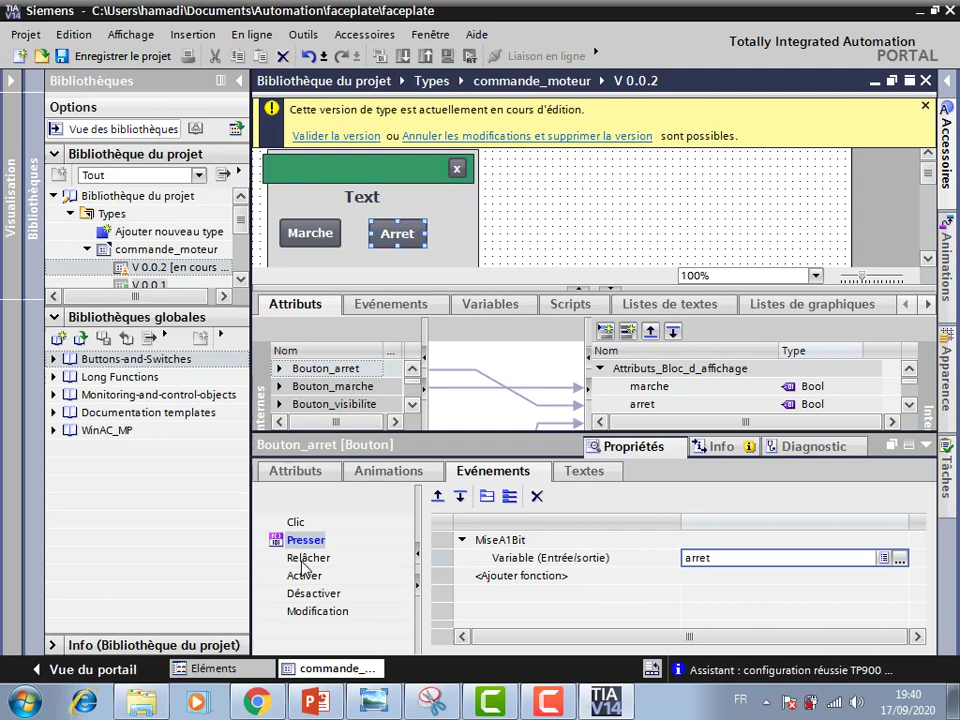 TIA V14
Siemens - C:\Users\hamadi\Documents\Automation\faceplate\faceplate
Projet Edition Affichage Insertion En ligne Outils Accessoires Fenêtre Aide
Enregistrer le projet Liaison en ligne
Totally Integrated Automation
PORTAL
Bibliothèques
Bibliothèque du projet Types commande_moteur V 0.0.2
Options
Cette version de type est actuellement en cours d'édition.
Vue des bibliothèques
Valider la version ou Annuler les modifications et supprimer la version sont possibles.
Bibliothèque du projet
Tout
Bibliothèque du projet
Types
Ajouter nouveau type
commande_moteur
V 0.0.2 [en cours ...
V 0.0.1
x
Text
Marche Arret
100%
Bibliothèques globales
Buttons-and-Switches
Long Functions
Monitoring-and-control-objects
Documentation templates
WinAC_MP
Attributs Evénements Variables Scripts Listes de textes Listes de graphiques
Nom ...
Bouton_arret
Bouton_marche
Bouton_visibilite
Nom Type
Attributs_Bloc_d_affichage
marche Bool
arret Bool
Internes
Bouton_arret [Bouton]
Propriétés Info Diagnostic
Attributs Animations Evénements Textes
Clic
Presser
Relâcher
Activer
Désactiver
Modification
MiseA1Bit
Variable (Entrée/sortie) arret
<Ajouter fonction>
Visualisation
Bibliothèques
Accessoires
Animations
Apparence
Tâches
Info (Bibliothèque du projet)
Vue du portail Eléments commande_... Assistant : configuration réussie TP900 ...
TIA V14
FR
19:40
17/09/2020